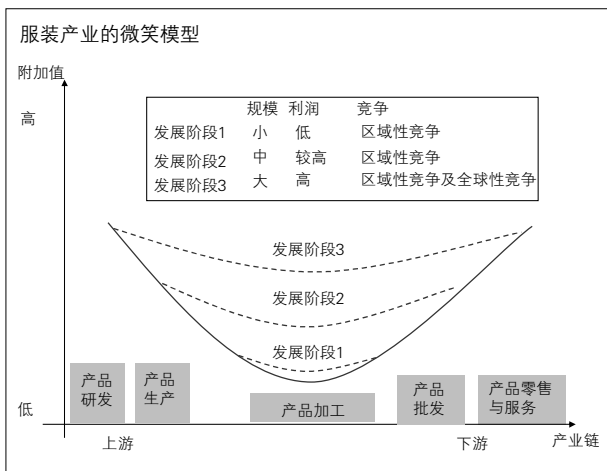 服装产业的微笑模型
附加值
高
规模 利润 竞争
发展阶段1 小 低 区域性竞争
发展阶段2 中 较高 区域性竞争
发展阶段3 大 高 区域性竞争及全球性竞争
发展阶段3
发展阶段2
发展阶段1
产品
研发
产品
生产
产品加工
产品
批发
产品零售
与服务
低
上游
下游
产业链